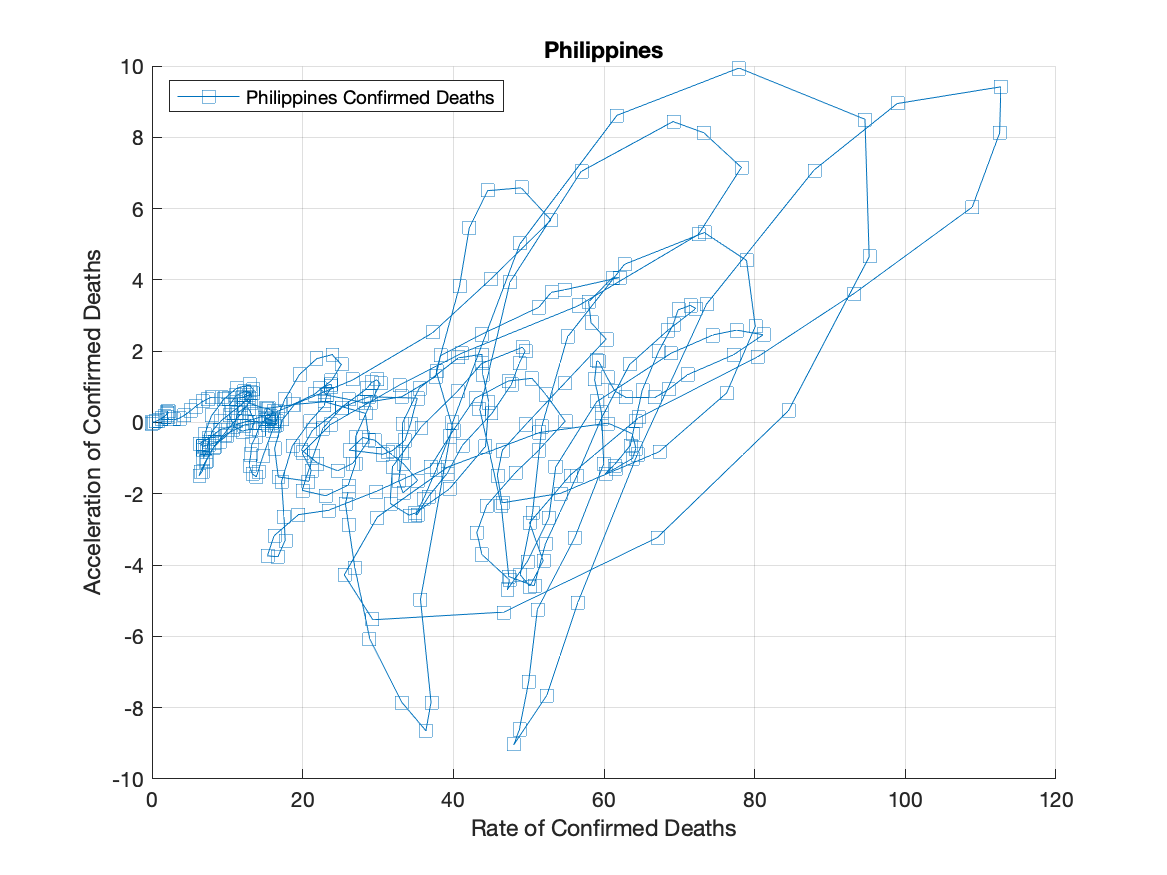 Philippines
Philippines Confirmed Deaths
10
8
6
4
2
0
-2
-4
-6
-8
-10
Acceleration of Confirmed Deaths
0 20 40 60 80 100 120
Rate of Confirmed Deaths